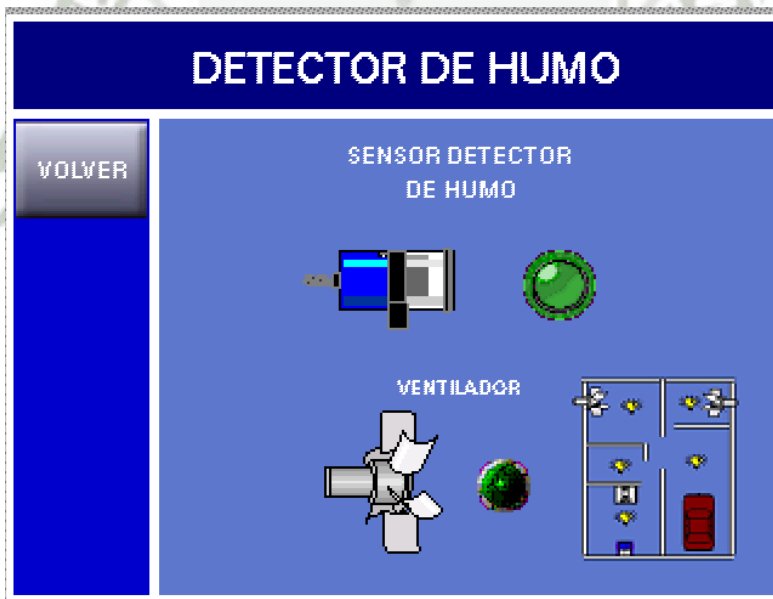 DETECTOR DE HUMO
VOLVER
SENSOR DETECTOR
DE HUMO
VENTILADOR